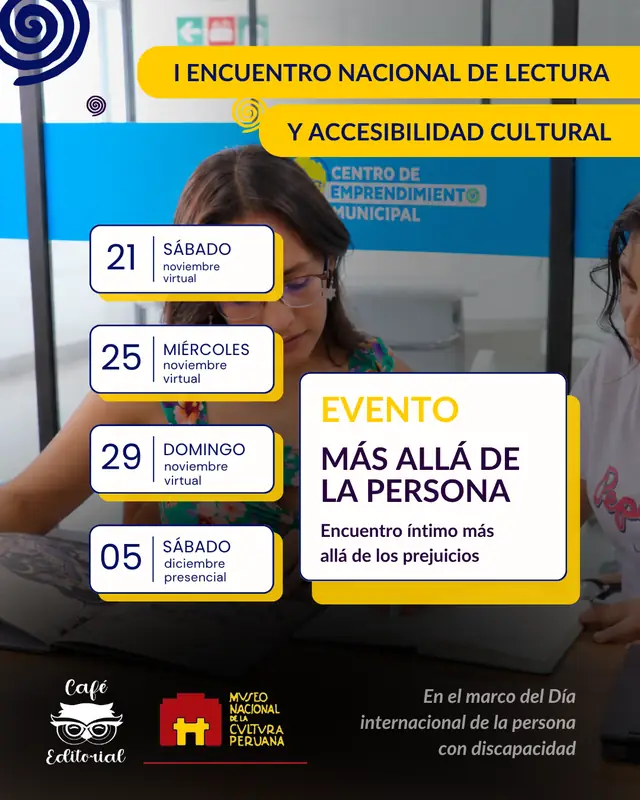 I ENCUENTRO NACIONAL DE LECTURA
Y ACCESIBILIDAD CULTURAL
CENTRO DE
EMPRENDIMIENTO
MUNICIPAL
21
SÁBADO
noviembre
virtual
25
MIÉRCOLES
noviembre
virtual
29
DOMINGO
noviembre
virtual
05
SÁBADO
diciembre
presencial
EVENTO
MÁS ALLÁ DE
LA PERSONA
Encuentro íntimo más
allá de los prejuicios
Café
Editorial
MVSEO
NACIONAL
DE LA
CVLTVRA
PERUANA
En el marco del Día
internacional de la persona
con discapacidad